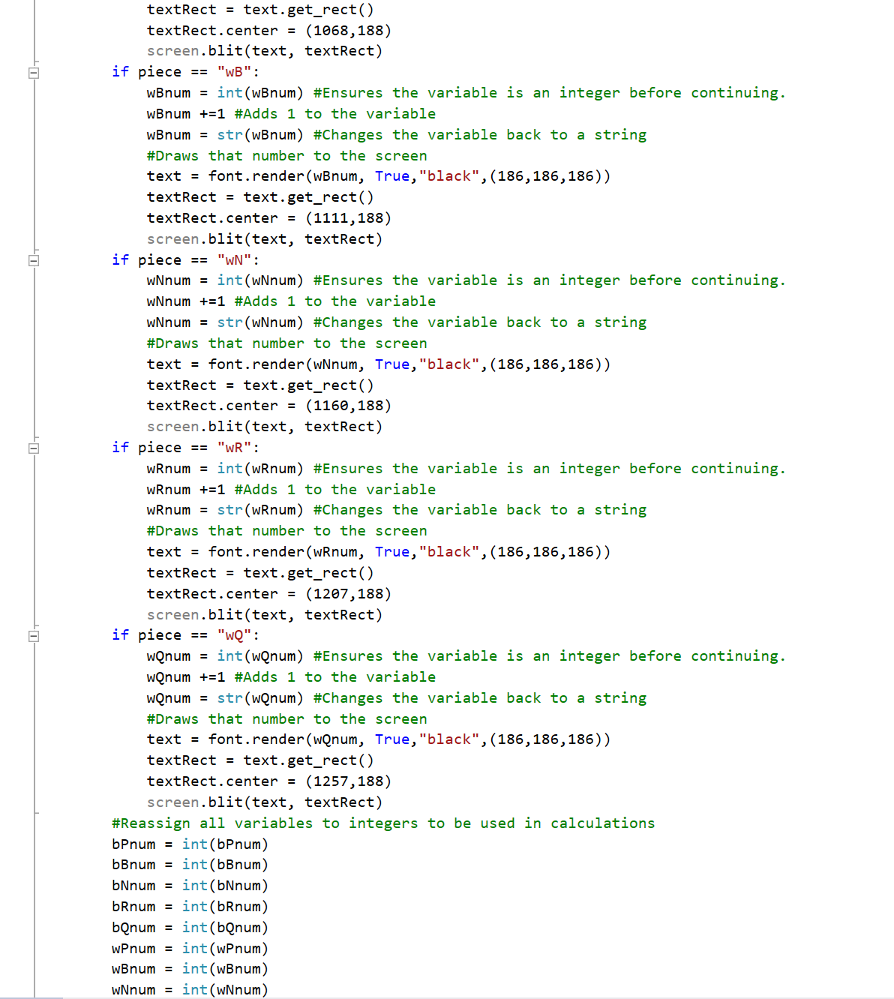 textRect = text.get_rect()
textRect.center = (1068,188)
screen.blit(text, textRect)
if piece == "wB":
wBnum = int(wBnum) #Ensures the variable is an integer before continuing.
wBnum +=1 #Adds 1 to the variable
wBnum = str(wBnum) #Changes the variable back to a string
#Draws that number to the screen
text = font.render(wBnum, True,"black",(186,186,186))
textRect = text.get_rect()
textRect.center = (1111,188)
screen.blit(text, textRect)
if piece == "wN":
wNnum = int(wNnum) #Ensures the variable is an integer before continuing.
wNnum +=1 #Adds 1 to the variable
wNnum = str(wNnum) #Changes the variable back to a string
#Draws that number to the screen
text = font.render(wNnum, True,"black",(186,186,186))
textRect = text.get_rect()
textRect.center = (1160,188)
screen.blit(text, textRect)
if piece == "wR":
wRnum = int(wRnum) #Ensures the variable is an integer before continuing.
wRnum +=1 #Adds 1 to the variable
wRnum = str(wRnum) #Changes the variable back to a string
#Draws that number to the screen
text = font.render(wRnum, True,"black",(186,186,186))
textRect = text.get_rect()
textRect.center = (1207,188)
screen.blit(text, textRect)
if piece == "wQ":
wQnum = int(wQnum) #Ensures the variable is an integer before continuing.
wQnum +=1 #Adds 1 to the variable
wQnum = str(wQnum) #Changes the variable back to a string
#Draws that number to the screen
text = font.render(wQnum, True,"black",(186,186,186))
textRect = text.get_rect()
textRect.center = (1257,188)
screen.blit(text, textRect)
#Reassign all variables to integers to be used in calculations
bPnum = int(bPnum)
bBnum = int(bBnum)
bNnum = int(bNnum)
bRnum = int(bRnum)
bQnum = int(bQnum)
wPnum = int(wPnum)
wBnum = int(wBnum)
wNnum = int(wNnum)